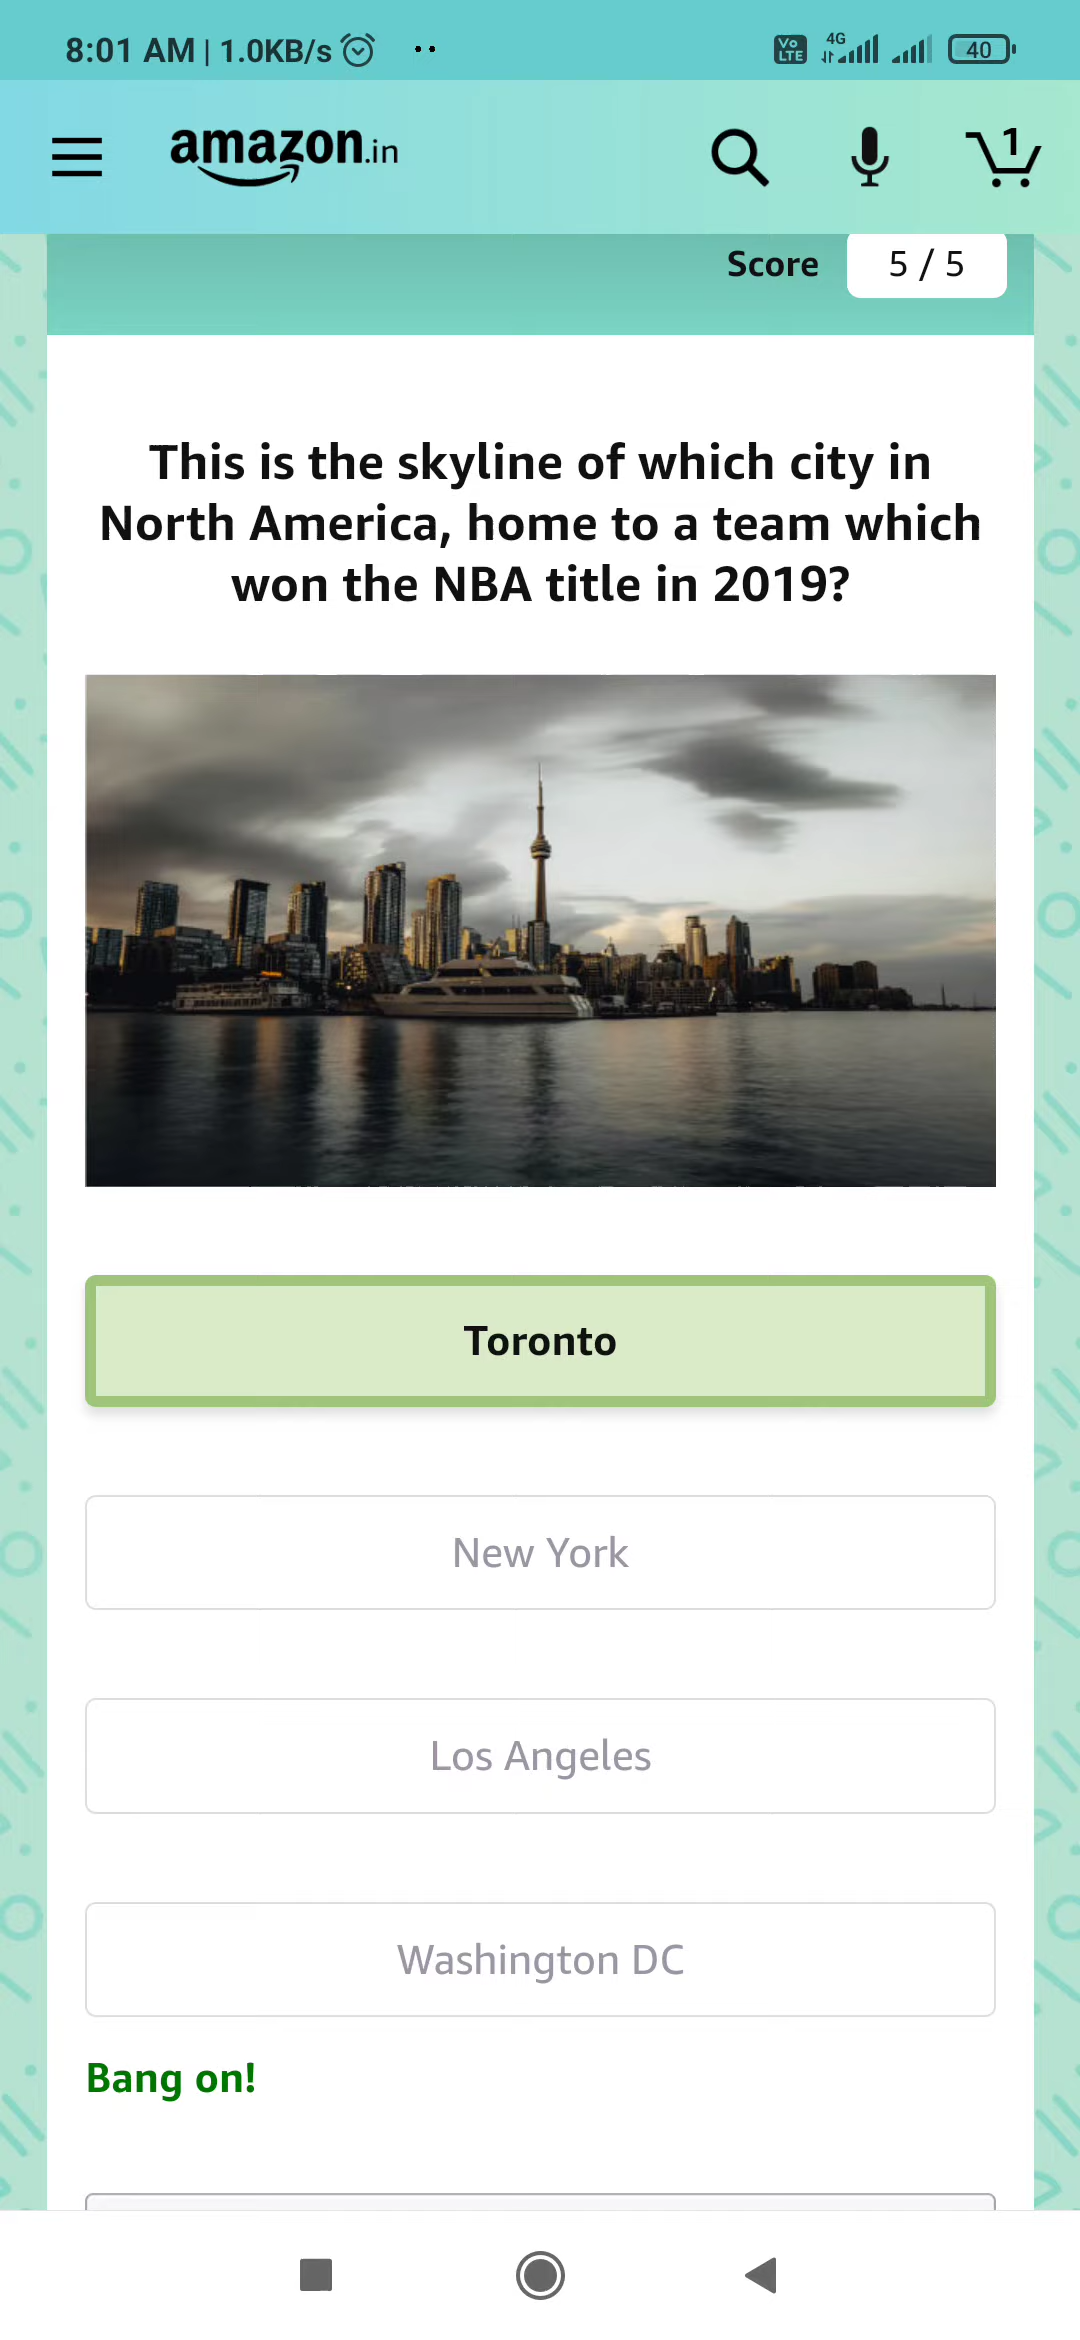 8:01 AM | 1.0KB/s
Vo LTE 4G 40
amazon.in
1
Score 5 / 5
This is the skyline of which city in
North America, home to a team which
won the NBA title in 2019?
Toronto
New York
Los Angeles
Washington DC
Bang on!